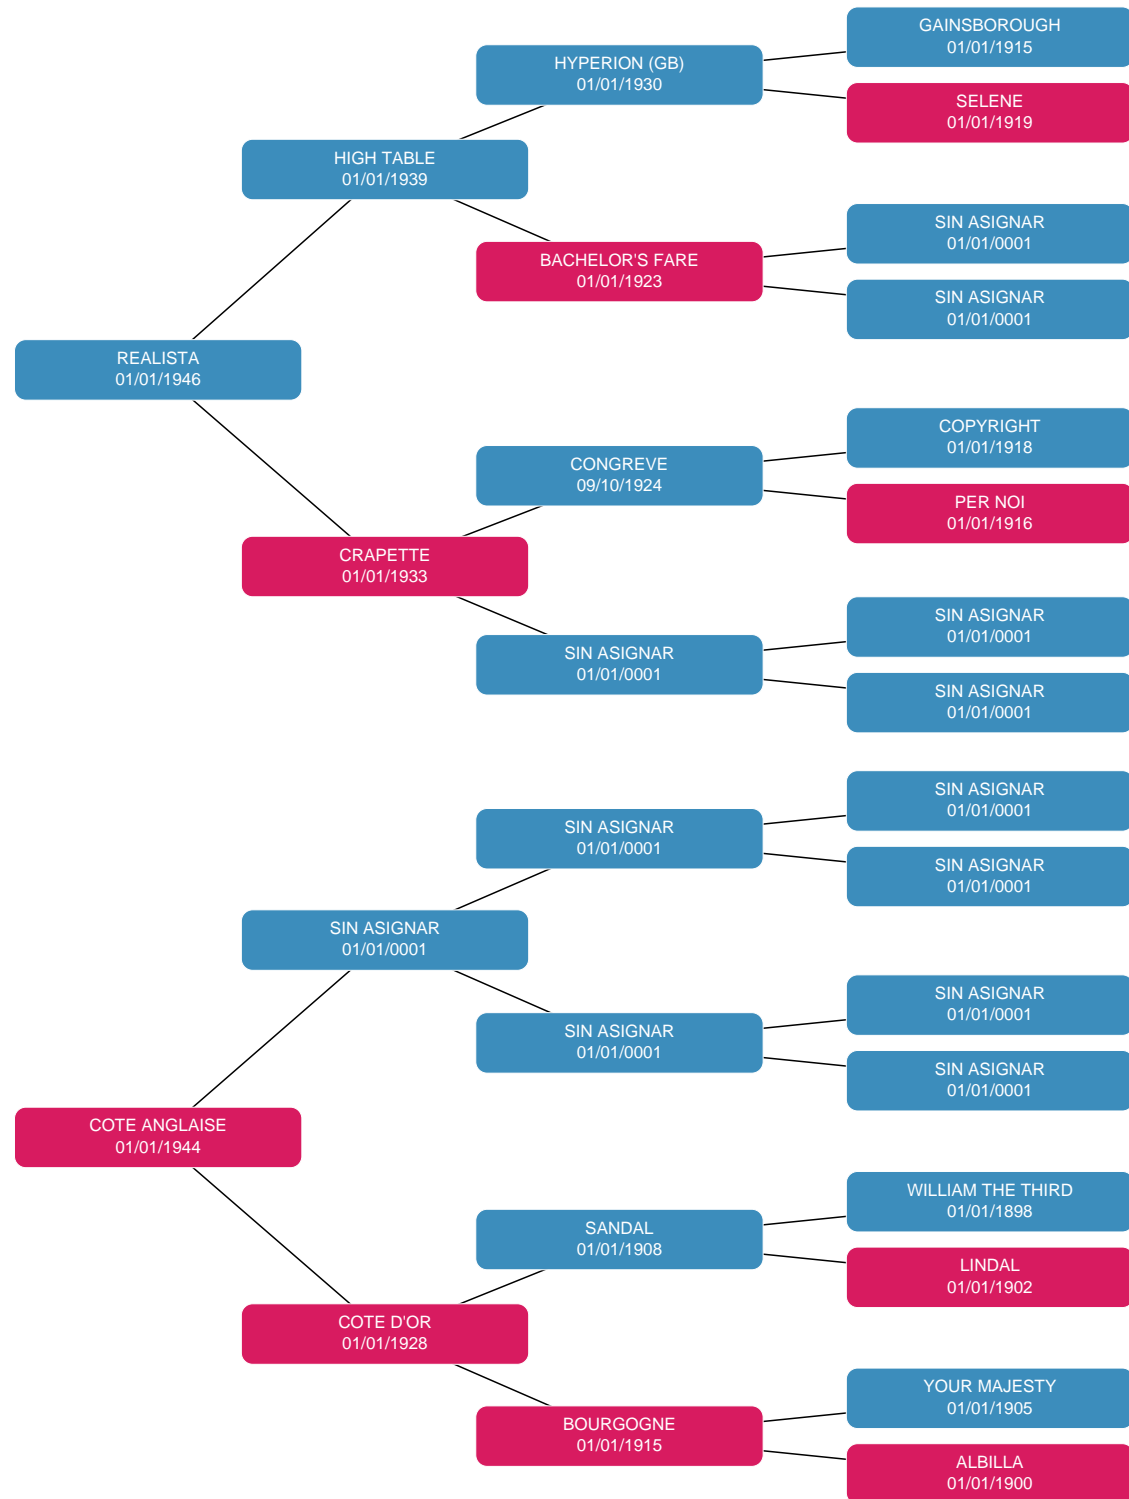 GAINSBOROUGH
01/01/1915
HYPERION (GB)
01/01/1930
SELENE
01/01/1919
HIGH TABLE
01/01/1939
SIN ASIGNAR
01/01/0001
BACHELOR'S FARE
01/01/1923
SIN ASIGNAR
01/01/0001
REALISTA
01/01/1946
COPYRIGHT
01/01/1918
CONGREVE
09/10/1924
PER NOI
01/01/1916
CRAPETTE
01/01/1933
SIN ASIGNAR
01/01/0001
SIN ASIGNAR
01/01/0001
SIN ASIGNAR
01/01/0001
SIN ASIGNAR
01/01/0001
SIN ASIGNAR
01/01/0001
SIN ASIGNAR
01/01/0001
SIN ASIGNAR
01/01/0001
SIN ASIGNAR
01/01/0001
SIN ASIGNAR
01/01/0001
SIN ASIGNAR
01/01/0001
COTE ANGLAISE
01/01/1944
WILLIAM THE THIRD
01/01/1898
SANDAL
01/01/1908
LINDAL
01/01/1902
COTE D'OR
01/01/1928
YOUR MAJESTY
01/01/1905
BOURGOGNE
01/01/1915
ALBILLA
01/01/1900